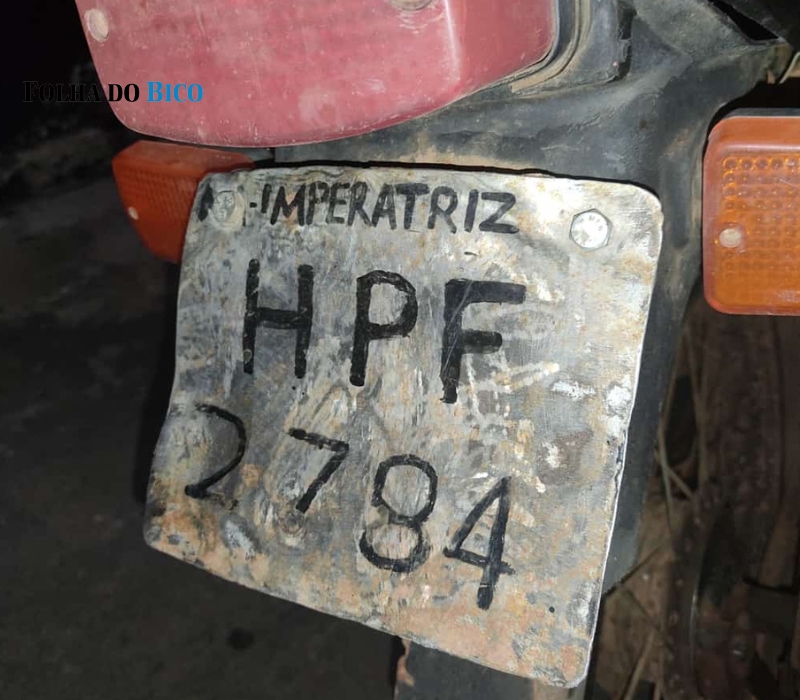 FOLHA DO BICO
-IMPERATRIZ
HPF
2784